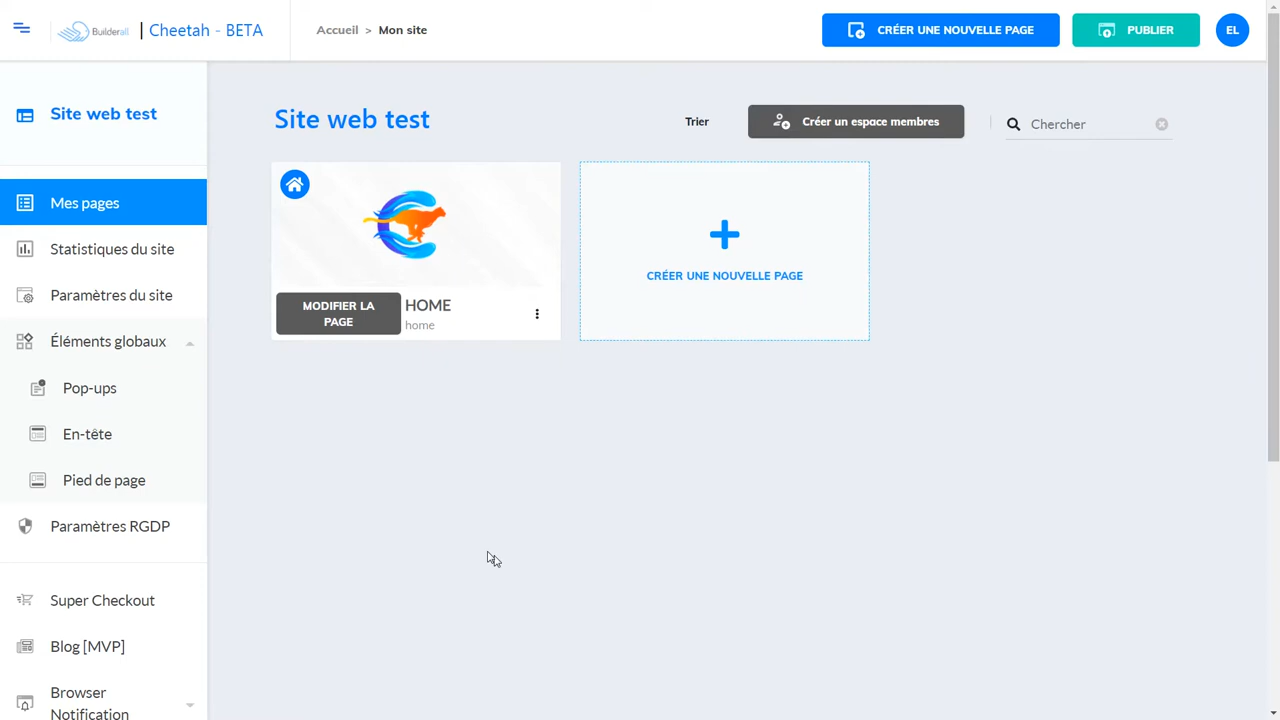 Builderall
Cheetah - BETA
Accueil > Mon site
CRÉER UNE NOUVELLE PAGE
PUBLIER
EL
Site web test
Site web test
Trier
Créer un espace membres
Chercher
Mes pages
Statistiques du site
Paramètres du site
Éléments globaux
Pop-ups
En-tête
Pied de page
Paramètres RGDP
Super Checkout
Blog [MVP]
Browser
Notification
MODIFIER LA
PAGE
HOME
home
CRÉER UNE NOUVELLE PAGE